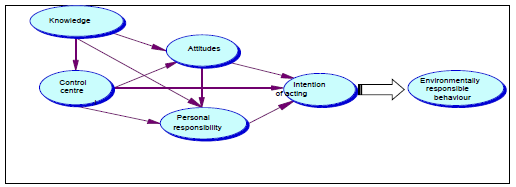 Knowledge
Attitudes
Control
centre
Intention
of acting
Environmentally
responsible
behaviour
Personal
responsibility